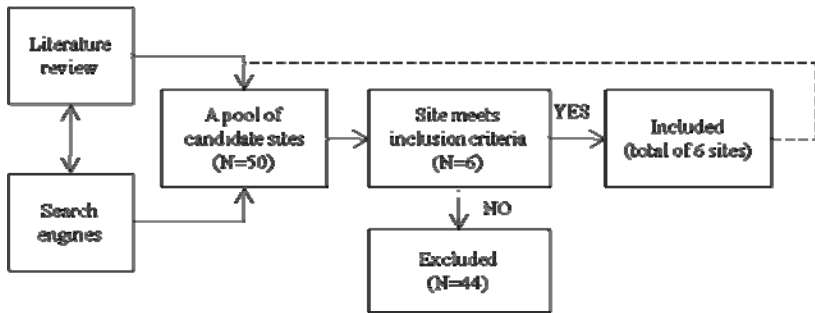 Literature
review
A pool of
candidate sites
(N=50)
Site meets
inclusion criteria
(N=6)
YES
Included
(total of 6 sites)
Search
engines
NO
Excluded
(N=44)